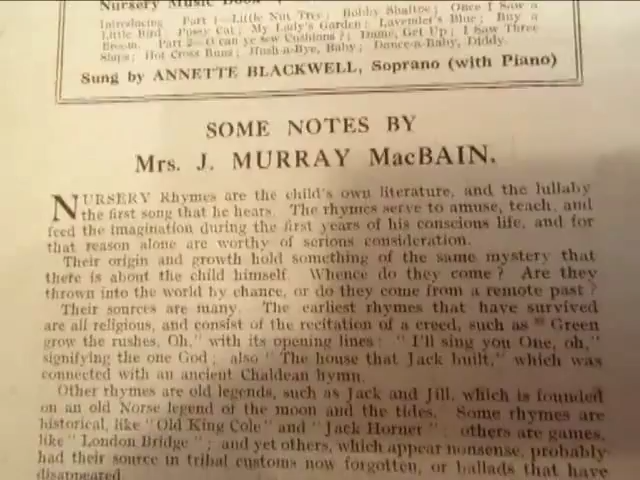 Nursery Music Book
Introducing Part 1—Little Nut Tree; Bobby Shaftoe; Once I Saw a
Little Bird Pussy Cat; My Lady's Garden; Lavender's Blue; Buy a
Broom. Part 2—O can ye sew Cushions?; Dame, Get Up; I Saw Three
Ships; Hot Cross Buns; Hush-a-Bye, Baby; Dance-a-Baby, Diddy.
Sung by ANNETTE BLACKWELL, Soprano (with Piano)
SOME NOTES BY
Mrs. J. MURRAY MacBAIN.
NURSERY Rhymes are the child's own literature, and the lullaby
the first song that he hears. The rhymes serve to amuse, teach, and
feed the imagination during the first years of his conscious life, and for
that reason alone are worthy of serious consideration.
Their origin and growth hold something of the same mystery that
there is about the child himself. Whence do they come? Are they
thrown into the world by chance, or do they come from a remote past?
Their sources are many. The earliest rhymes that have survived
are all religious, and consist of the recitation of a creed, such as "Green
grow the rushes, Oh," with its opening lines: "I'll sing you One, oh,"
signifying the one God; also "The house that Jack built," which was
connected with an ancient Chaldean hymn.
Other rhymes are old legends, such as Jack and Jill, which is founded
on an old Norse legend of the moon and the tides. Some rhymes are
historical, like "Old King Cole" and "Jack Horner"; others are games,
like "London Bridge"; and yet others, which appear nonsense, probably
had their source in tribal customs now forgotten, or ballads that have
disappeared.